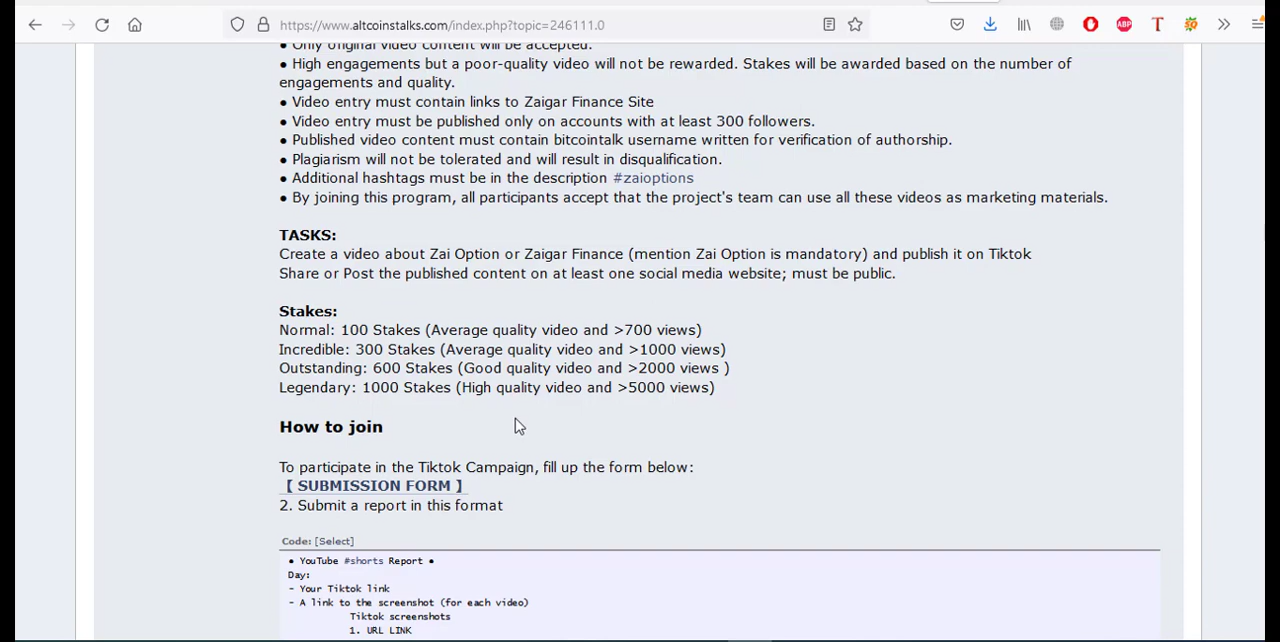 https://www.altcoinstalks.com/index.php?topic=246111.0
● Only original video content will be accepted.
● High engagements but a poor-quality video will not be rewarded. Stakes will be awarded based on the number of
engagements and quality.
● Video entry must contain links to Zaigar Finance Site
● Video entry must be published only on accounts with at least 300 followers.
● Published video content must contain bitcointalk username written for verification of authorship.
● Plagiarism will not be tolerated and will result in disqualification.
● Additional hashtags must be in the description #zaioptions
● By joining this program, all participants accept that the project's team can use all these videos as marketing materials.
TASKS:
Create a video about Zai Option or Zaigar Finance (mention Zai Option is mandatory) and publish it on Tiktok
Share or Post the published content on at least one social media website; must be public.
Stakes:
Normal: 100 Stakes (Average quality video and >700 views)
Incredible: 300 Stakes (Average quality video and >1000 views)
Outstanding: 600 Stakes (Good quality video and >2000 views )
Legendary: 1000 Stakes (High quality video and >5000 views)
How to join
To participate in the Tiktok Campaign, fill up the form below:
【 SUBMISSION FORM 】
2. Submit a report in this format
Code: [Select]
● YouTube #shorts Report ●
Day:
- Your Tiktok link
- A link to the screenshot (for each video)
Tiktok screenshots
1. URL LINK